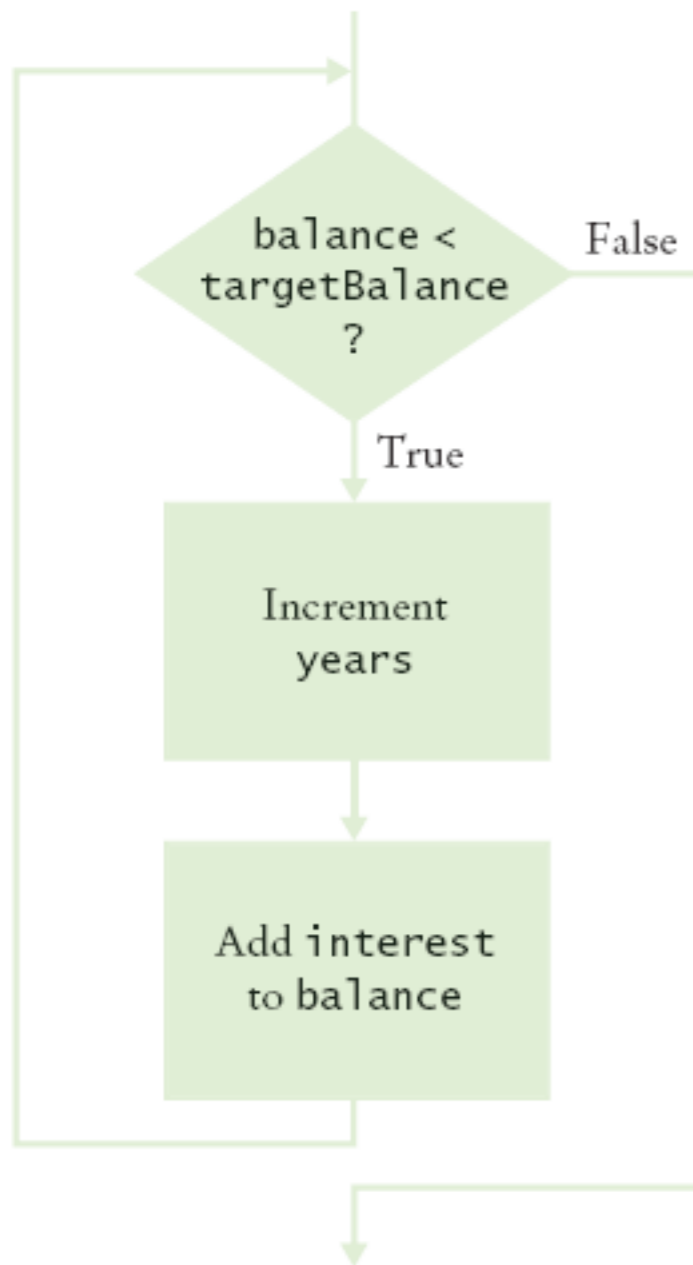 balance <
targetBalance
?
False
True
Increment
years
Add interest
to balance